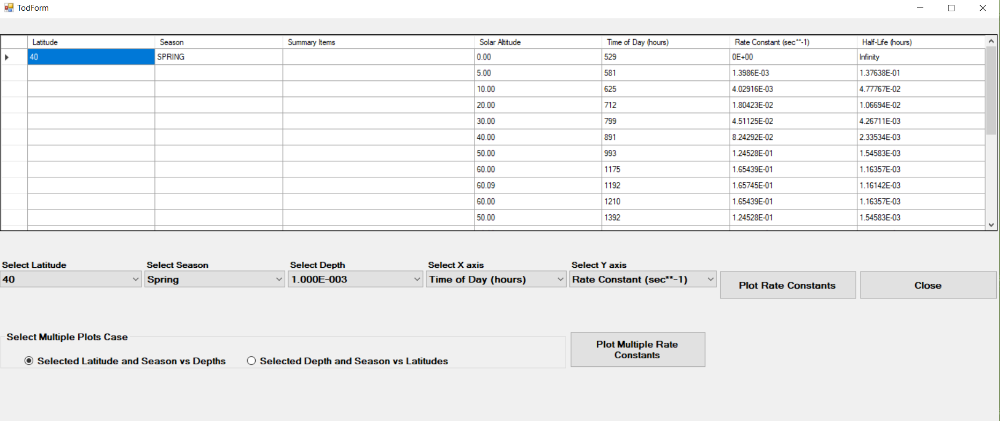 TodForm
Latitude Season Summary Items Solar Altitude Time of Day (hours) Rate Constant (sec**-1) Half-Life (hours)
40 SPRING 0.00 529 0E+00 Infinity
5.00 581 1.3986E-03 1.37638E-01
10.00 625 4.02916E-03 4.77767E-02
20.00 712 1.80423E-02 1.06694E-02
30.00 799 4.51125E-02 4.26711E-03
40.00 891 8.24292E-02 2.33534E-03
50.00 993 1.24528E-01 1.54583E-03
60.00 1175 1.65439E-01 1.16357E-03
60.09 1192 1.65745E-01 1.16142E-03
60.00 1210 1.65439E-01 1.16357E-03
50.00 1392 1.24528E-01 1.54583E-03
Select Latitude Select Season Select Depth Select X axis Select Y axis
40 Spring 1.000E-003 Time of Day (hours) Rate Constant (sec**-1) Plot Rate Constants Close
Select Multiple Plots Case
Selected Latitude and Season vs Depths Selected Depth and Season vs Latitudes
Plot Multiple Rate
Constants